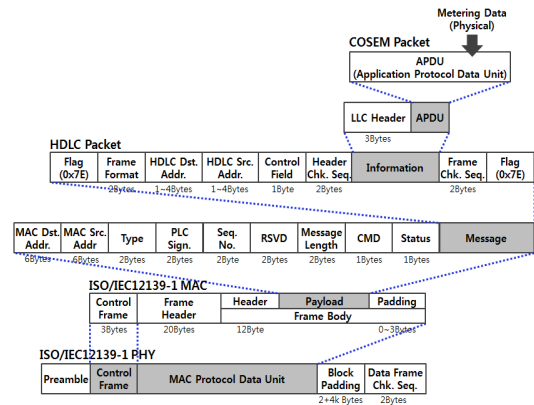 Metering Data
(Physical)
COSEM Packet
APDU
(Application Protocol Data Unit)
LLC Header
APDU
3Bytes
HDLC Packet
Flag
(0x7E)
Frame
Format
HDLC Dst.
Addr.
HDLC Src.
Addr.
Control
Field
Header
Chk. Seq.
Information
Frame
Chk. Seq.
Flag
(0x7E)
2Bytes
1~4Bytes
1~4Bytes
1Byte
2Bytes
2Bytes
MAC Dst.
Addr.
MAC Src.
Addr
Type
PLC
Sign.
Seq.
No.
RSVD
Message
Length
CMD
Status
Message
6Bytes
6Bytes
2Bytes
2Bytes
2Byte
2Bytes
2Bytes
1Bytes
1Bytes
ISO/IEC12139-1 MAC
Control
Frame
Frame
Header
Header
Payload
Padding
Frame Body
3Bytes
20Bytes
12Byte
0~3Bytes
ISO/IEC12139-1 PHY
Preamble
Control
Frame
MAC Protocol Data Unit
Block
Padding
Data Frame
Chk. Seq.
2+4k Bytes
2Bytes